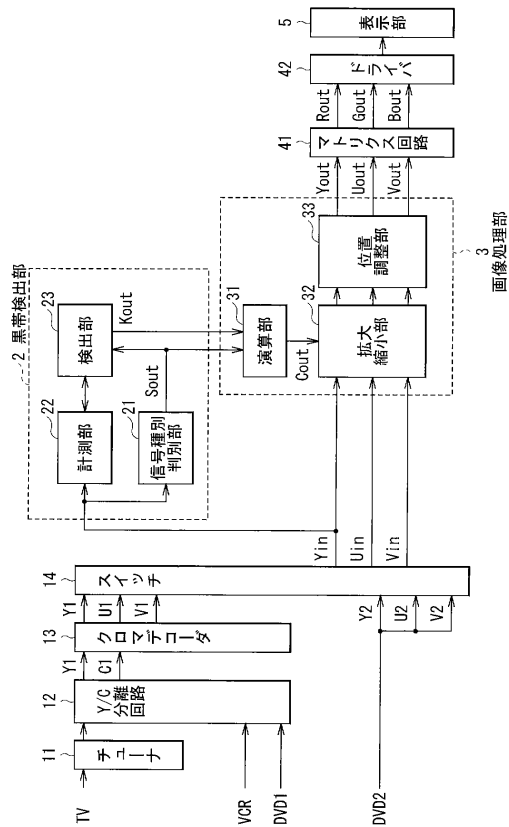 TV
VCR
DVD1
DVD2
11
チューナ
12
Y/C
分離
回路
Y1
C1
13
クロマデコーダ
Y1
U1
V1
Y2
U2
V2
14
スイッチ
Yin
Uin
Vin
2 黒帯検出部
22
計測部
23
検出部
21
信号種別
判別部
Sout
Kout
31
演算部
Cout
32
拡大
縮小部
33
位置
調整部
3
画像処理部
Yout
Uout
Vout
41
マトリクス回路
Rout
Gout
Bout
42
ドライバ
5
表示部